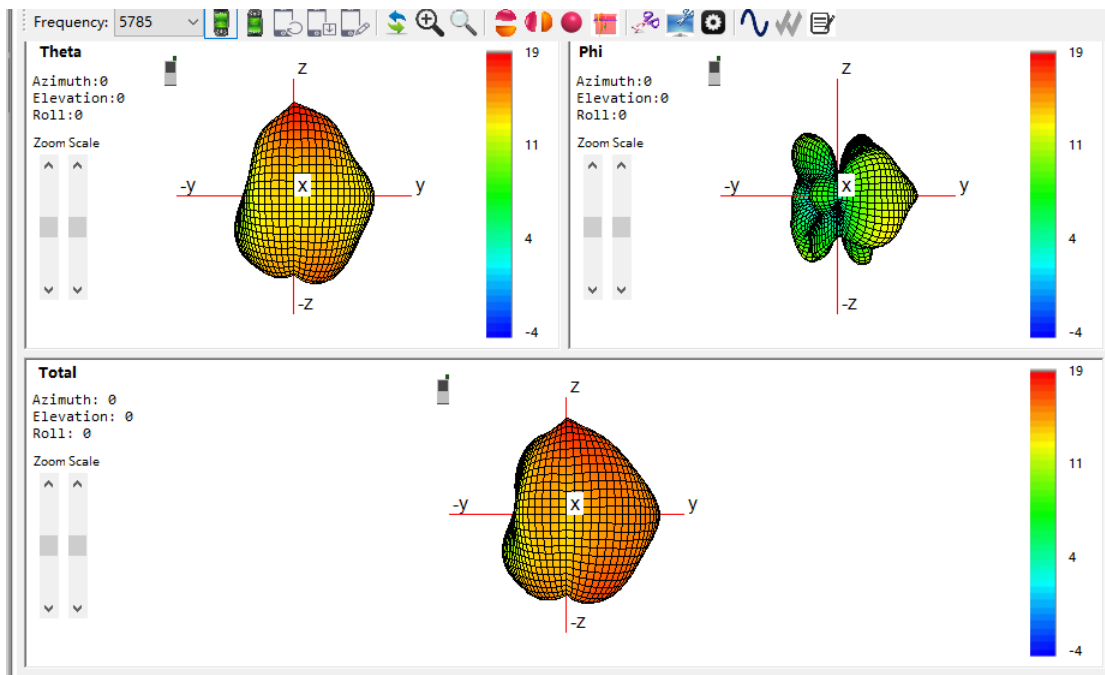 Frequency: 5785
Theta
Azimuth:0
Elevation:0
Roll:0
Zoom Scale
z
-y
x
y
-z
19
11
4
-4
Phi
Azimuth:0
Elevation:0
Roll:0
Zoom Scale
z
-y
x
y
-z
19
11
4
-4
Total
Azimuth: 0
Elevation: 0
Roll: 0
Zoom Scale
z
-y
x
y
-z
19
11
4
-4